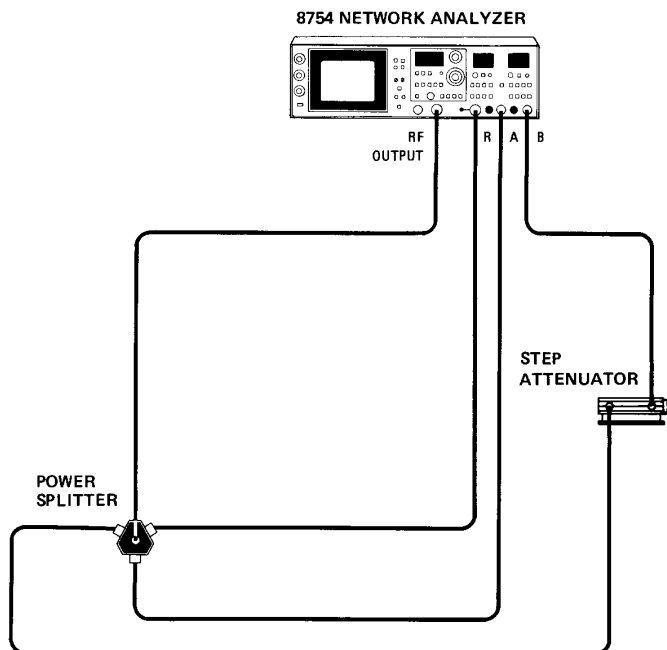 8754 NETWORK ANALYZER
RF
OUTPUT
R
A
B
STEP
ATTENUATOR
POWER
SPLITTER